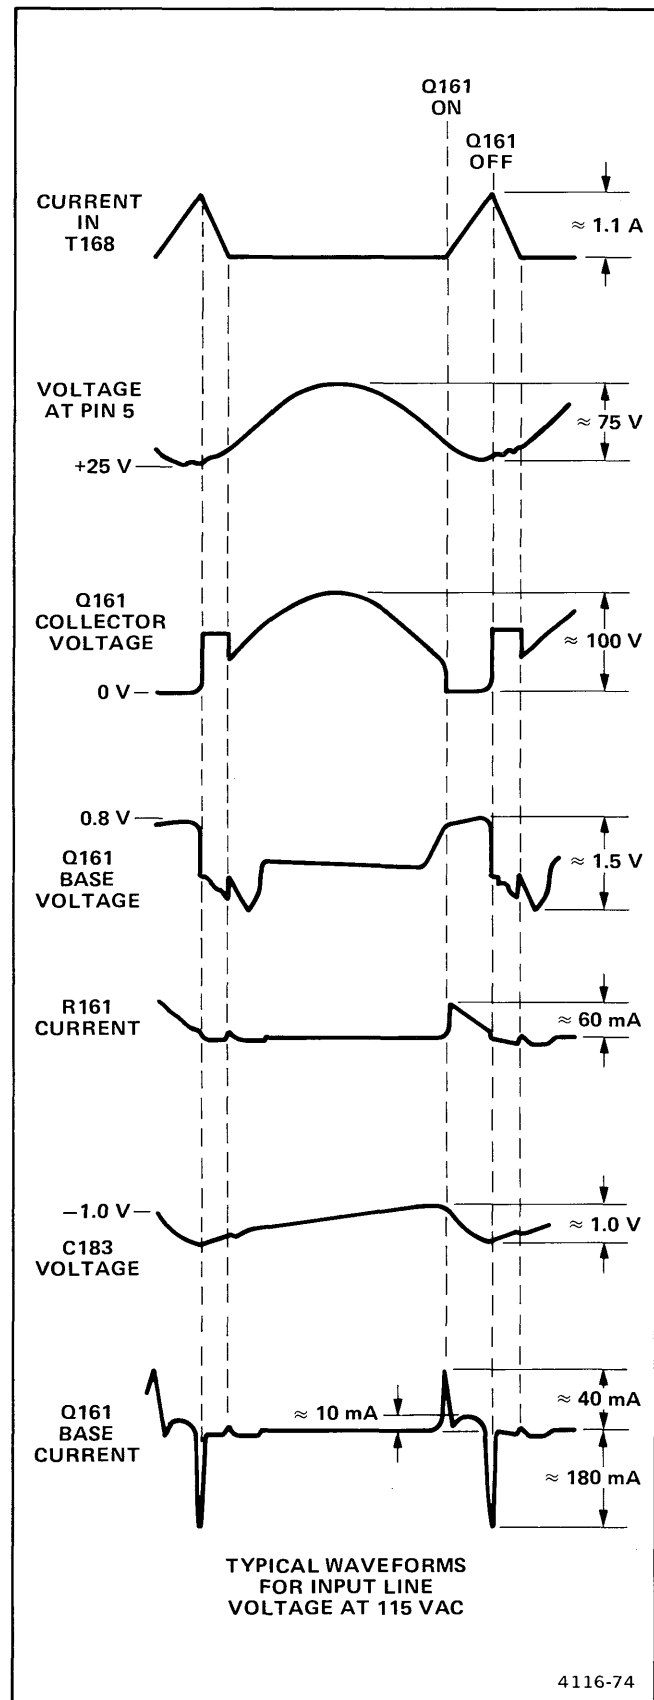 Q161
ON
Q161
OFF
CURRENT
IN
T168
≈ 1.1 A
VOLTAGE
AT PIN 5
≈ 75 V
+25 V
Q161
COLLECTOR
VOLTAGE
≈ 100 V
0 V
0.8 V
Q161
BASE
VOLTAGE
≈ 1.5 V
R161
CURRENT
≈ 60 mA
−1.0 V
C183
VOLTAGE
≈ 1.0 V
Q161
BASE
CURRENT
≈ 10 mA
≈ 40 mA
≈ 180 mA
TYPICAL WAVEFORMS
FOR INPUT LINE
VOLTAGE AT 115 VAC
4116-74